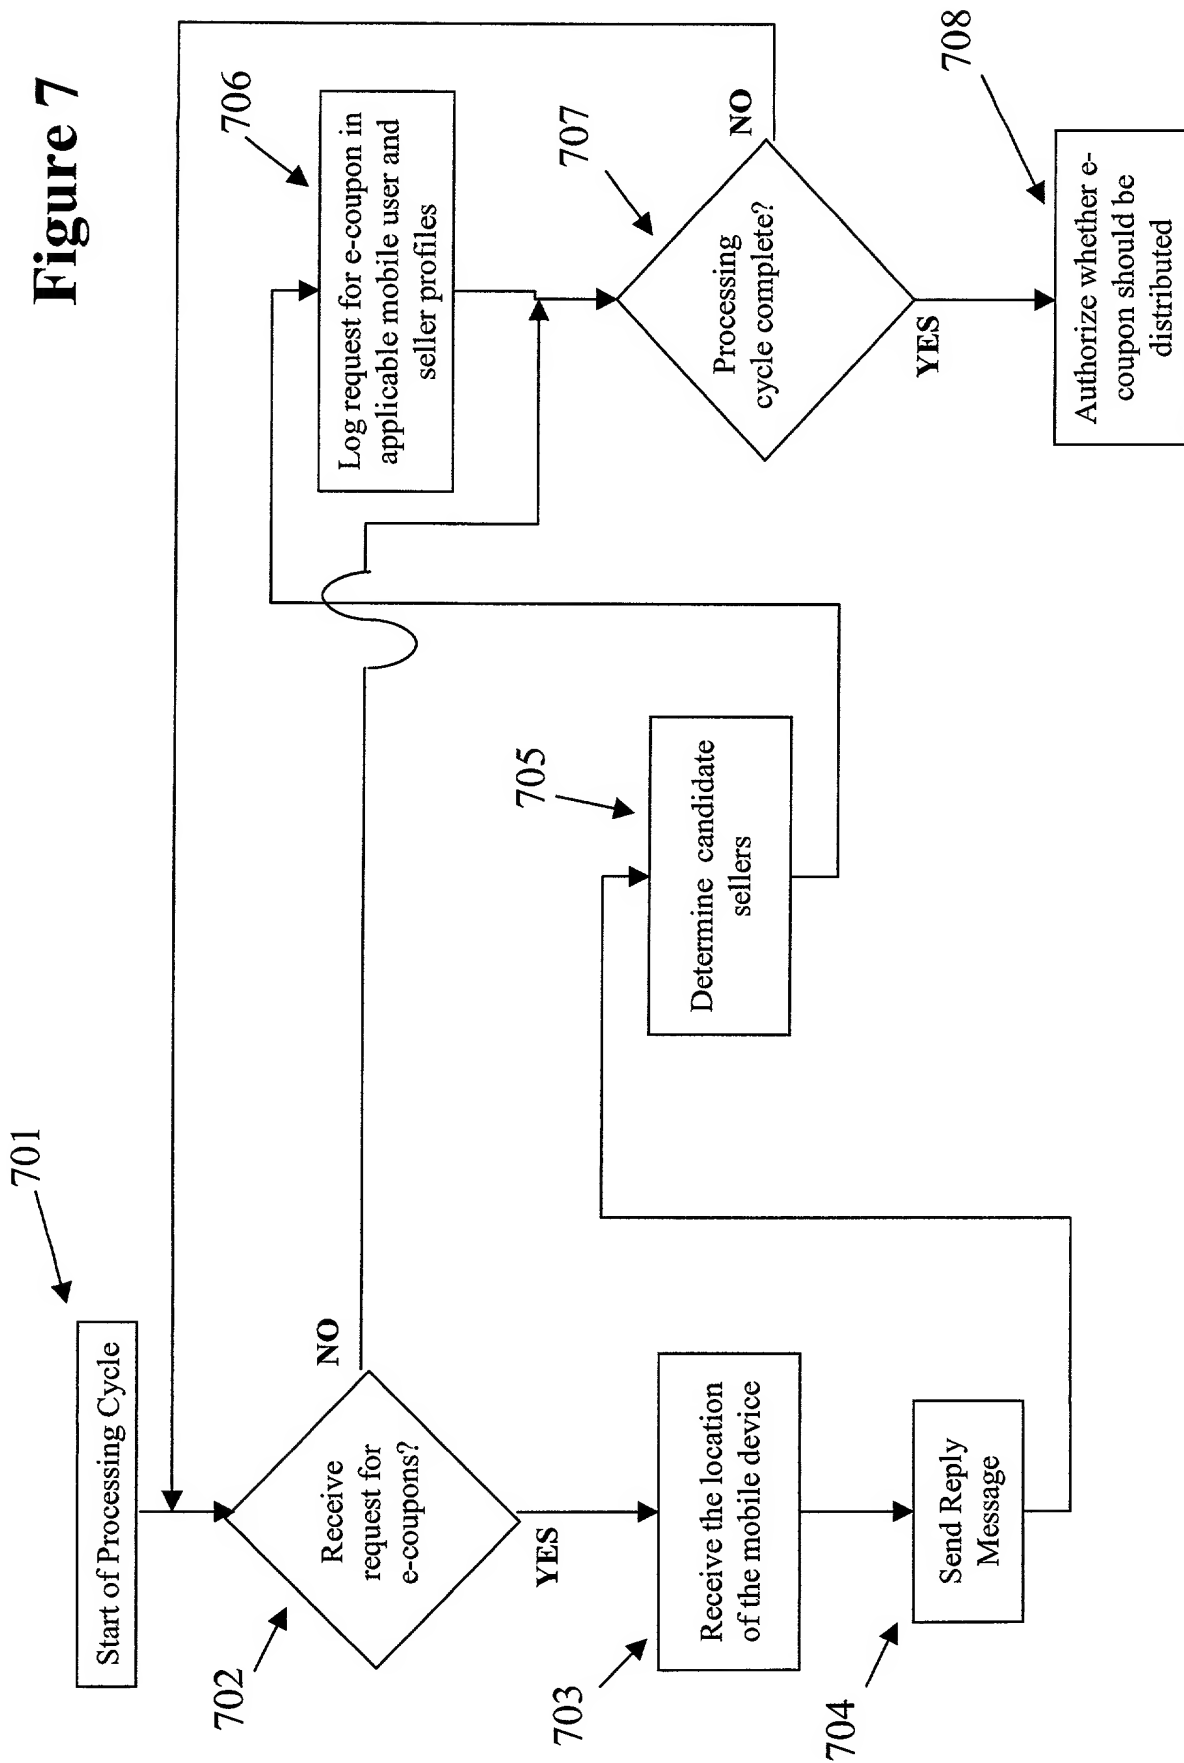 Figure 7
701
Start of Processing Cycle
702
Receive
request for
e-coupons?
NO
YES
703
Receive the location
of the mobile device
704
Send Reply
Message
705
Determine candidate
sellers
706
Log request for e-coupon in
applicable mobile user and
seller profiles
707
Processing
cycle complete?
NO
YES
708
Authorize whether e-
coupon should be
distributed